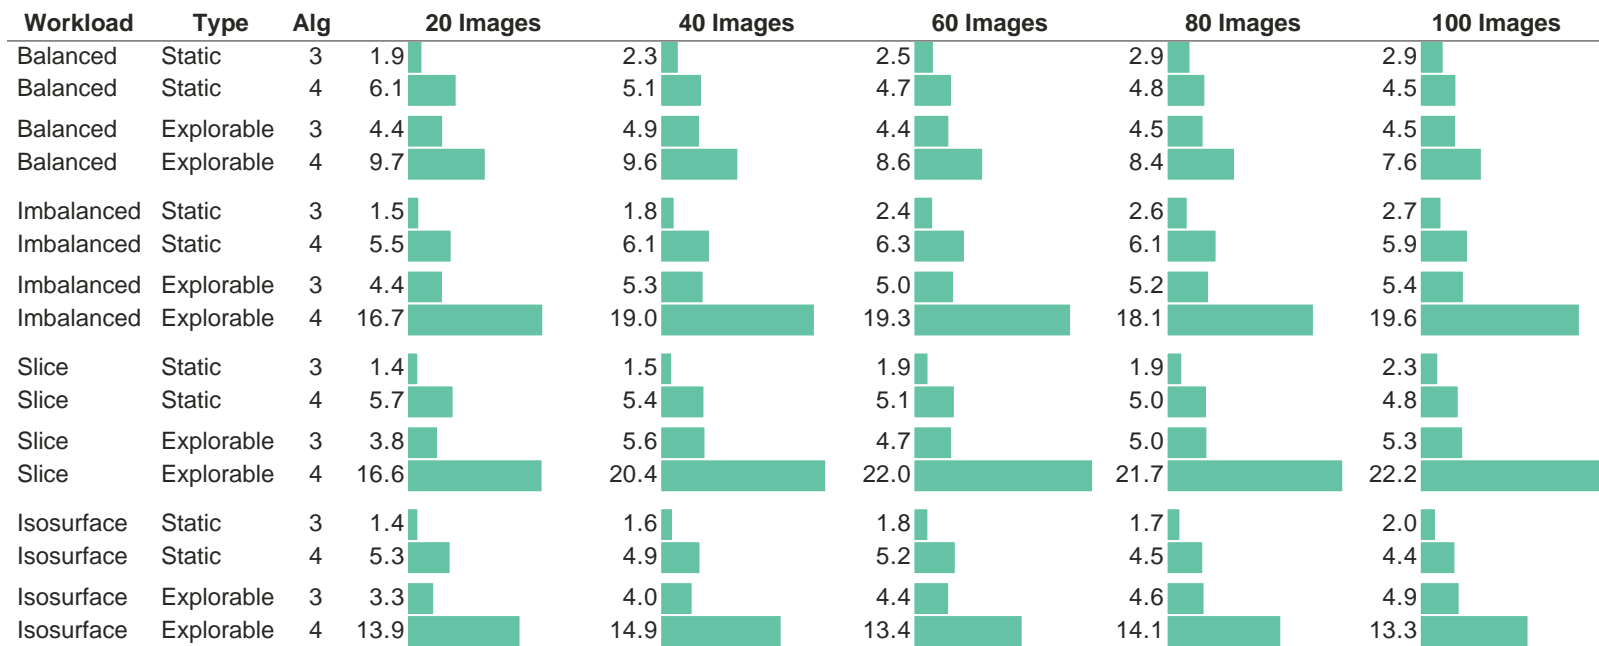 Workload Type Alg 20 Images 40 Images 60 Images 80 Images 100 Images
Balanced Static 3 1.9 2.3 2.5 2.9 2.9
Balanced Static 4 6.1 5.1 4.7 4.8 4.5
Balanced Explorable 3 4.4 4.9 4.4 4.5 4.5
Balanced Explorable 4 9.7 9.6 8.6 8.4 7.6
Imbalanced Static 3 1.5 1.8 2.4 2.6 2.7
Imbalanced Static 4 5.5 6.1 6.3 6.1 5.9
Imbalanced Explorable 3 4.4 5.3 5.0 5.2 5.4
Imbalanced Explorable 4 16.7 19.0 19.3 18.1 19.6
Slice Static 3 1.4 1.5 1.9 1.9 2.3
Slice Static 4 5.7 5.4 5.1 5.0 4.8
Slice Explorable 3 3.8 5.6 4.7 5.0 5.3
Slice Explorable 4 16.6 20.4 22.0 21.7 22.2
Isosurface Static 3 1.4 1.6 1.8 1.7 2.0
Isosurface Static 4 5.3 4.9 5.2 4.5 4.4
Isosurface Explorable 3 3.3 4.0 4.4 4.6 4.9
Isosurface Explorable 4 13.9 14.9 13.4 14.1 13.3